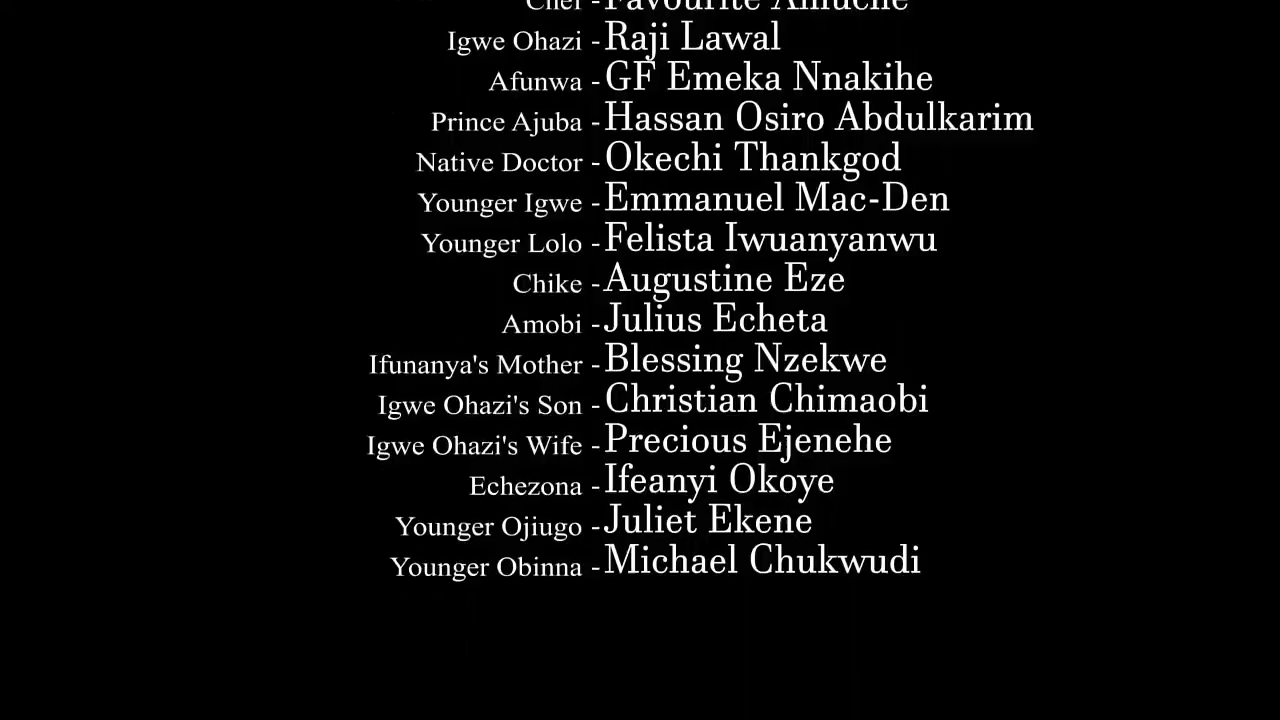 Igwe Ohazi - Raji Lawal
Afunwa - GF Emeka Nnakihe
Prince Ajuba - Hassan Osiro Abdulkarim
Native Doctor - Okechi Thankgod
Younger Igwe - Emmanuel Mac-Den
Younger Lolo - Felista Iwuanyanwu
Chike - Augustine Eze
Amobi - Julius Echeta
Ifunanya's Mother - Blessing Nzekwe
Igwe Ohazi's Son - Christian Chimaobi
Igwe Ohazi's Wife - Precious Ejenehe
Echezona - Ifeanyi Okoye
Younger Ojiugo - Juliet Ekene
Younger Obinna - Michael Chukwudi